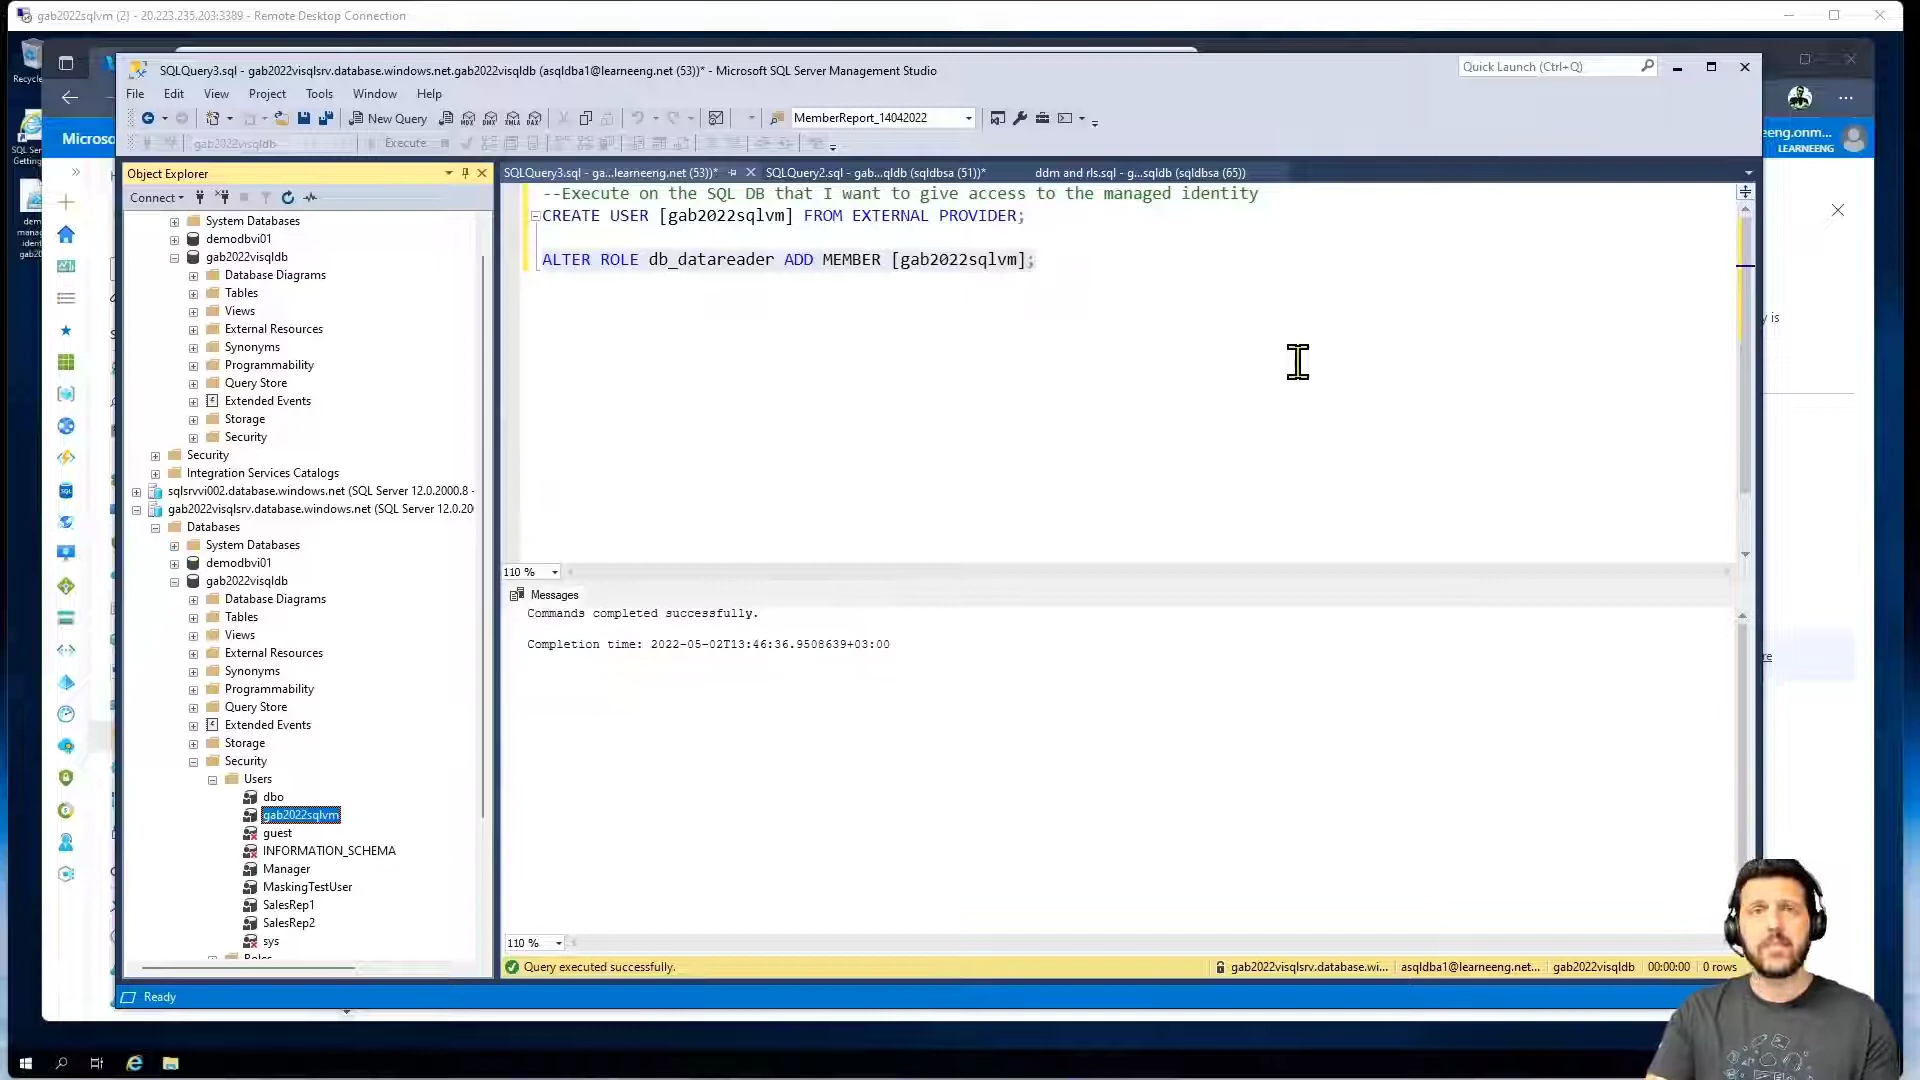 gab2022sqlvm (2) - 20.223.235.203:3389 - Remote Desktop Connection
SQLQuery3.sql - gab2022visqlsrv.database.windows.net.gab2022visqldb (asqldba1@learneeng.net (53))* - Microsoft SQL Server Management Studio
Quick Launch (Ctrl+Q)
File Edit View Project Tools Window Help
New Query
MemberReport_14042022
gab2022visqldb
Execute
Microso
eeng.onm...
LEARNEENG
Recycle
SQL Ser
Getting
dem
mana
ident
gab20
Object Explorer
Connect
System Databases
demodbvi01
gab2022visqldb
Database Diagrams
Tables
Views
External Resources
Synonyms
Programmability
Query Store
Extended Events
Storage
Security
Security
Integration Services Catalogs
sqlsrvvi002.database.windows.net (SQL Server 12.0.2000.8 -
gab2022visqlsrv.database.windows.net (SQL Server 12.0.20
Databases
System Databases
demodbvi01
gab2022visqldb
Database Diagrams
Tables
Views
External Resources
Synonyms
Programmability
Query Store
Extended Events
Storage
Security
Users
dbo
gab2022sqlvm
guest
INFORMATION_SCHEMA
Manager
MaskingTestUser
SalesRep1
SalesRep2
sys
SQLQuery3.sql - ga...learneeng.net (53))*
SQLQuery2.sql - gab...qldb (sqldbsa (51))*
ddm and rls.sql - g...sqldb (sqldbsa (65))
--Execute on the SQL DB that I want to give access to the managed identity
CREATE USER [gab2022sqlvm] FROM EXTERNAL PROVIDER;
ALTER ROLE db_datareader ADD MEMBER [gab2022sqlvm];
y is
110 %
Messages
Commands completed successfully.
Completion time: 2022-05-02T13:46:36.9508639+03:00
re
110 %
Query executed successfully.
gab2022visqlsrv.database.wi... asqldba1@learneeng.net... gab2022visqldb 00:00:00 0 rows
Ready